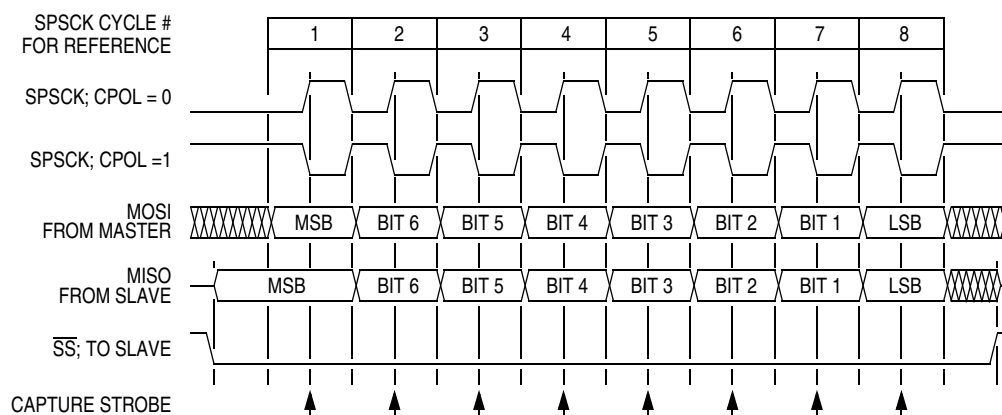 SPSCK CYCLE #
FOR REFERENCE
1 2 3 4 5 6 7 8
SPSCK; CPOL = 0
SPSCK; CPOL =1
MOSI
FROM MASTER
MSB BIT 6 BIT 5 BIT 4 BIT 3 BIT 2 BIT 1 LSB
MISO
FROM SLAVE
MSB BIT 6 BIT 5 BIT 4 BIT 3 BIT 2 BIT 1 LSB
SS; TO SLAVE
CAPTURE STROBE